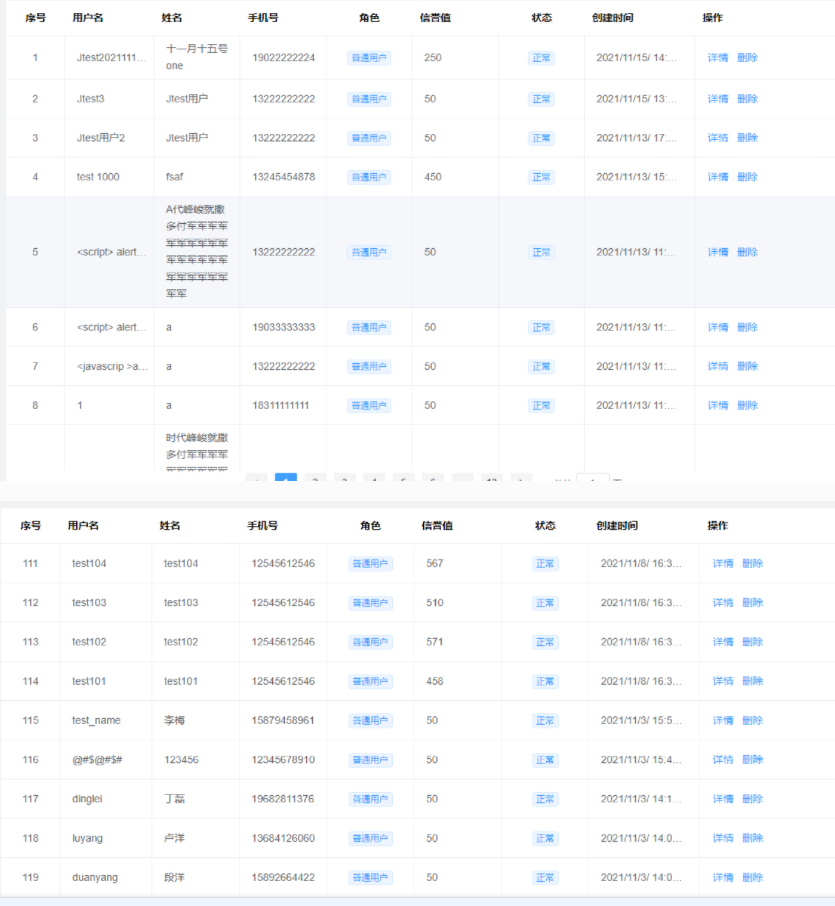 序号 用户名 姓名 手机号 角色 信誉值 状态 创建时间 操作
1 Jtest2021111... 十一月十五号 19022222224 普通用户 250 正常 2021/11/15/ 14:... 详情 删除
one
2 Jtest3 Jtest用户 13222222222 普通用户 50 正常 2021/11/15/ 13:... 详情 删除
3 Jtest用户2 Jtest用户 13222222222 普通用户 50 正常 2021/11/13/ 17:... 详情 删除
4 test 1000 fsaf 13245454878 普通用户 450 正常 2021/11/13/ 15:... 详情 删除
A代峰峻就撒
多付军军军军
军军军军军军
5 <script> alert... 军军军军军军 13222222222 普通用户 50 正常 2021/11/13/ 11:... 详情 删除
军军军军军军
军军
6 <script> alert... a 19033333333 普通用户 50 正常 2021/11/13/ 11:... 详情 删除
7 <javascrip >a... a 13222222222 普通用户 50 正常 2021/11/13/ 11:... 详情 删除
8 1 a 18311111111 普通用户 50 正常 2021/11/13/ 11:... 详情 删除
时代峰峻就撒
多付军军军军
1
序号 用户名 姓名 手机号 角色 信誉值 状态 创建时间 操作
111 test104 test104 12545612546 普通用户 567 正常 2021/11/8/ 16:3... 详情 删除
112 test103 test103 12545612546 普通用户 510 正常 2021/11/8/ 16:3... 详情 删除
113 test102 test102 12545612546 普通用户 571 正常 2021/11/8/ 16:3... 详情 删除
114 test101 test101 12545612546 普通用户 458 正常 2021/11/8/ 16:3... 详情 删除
115 test_name 李梅 15879458961 普通用户 50 正常 2021/11/3/ 15:5... 详情 删除
116 @#$@#$# 123456 12345678910 普通用户 50 正常 2021/11/3/ 15:4... 详情 删除
117 dinglei 丁磊 19682811376 普通用户 50 正常 2021/11/3/ 14:1... 详情 删除
118 luyang 卢洋 13684126060 普通用户 50 正常 2021/11/3/ 14:0... 详情 删除
119 duanyang 段洋 15892664422 普通用户 50 正常 2021/11/3/ 14:0... 详情 删除